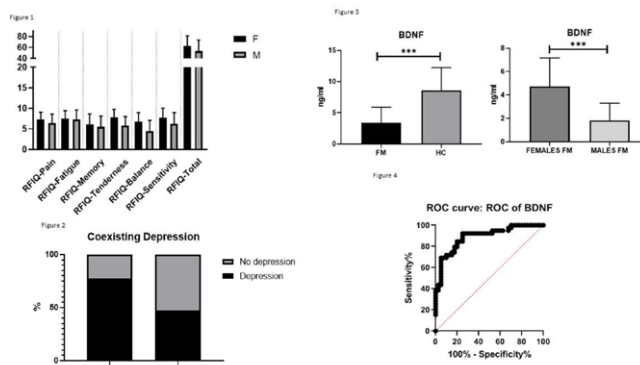 Figure 1
80
60
40
20
10
5
0
F
M
RFIQ-Pain
RFIQ-Fatigue
RFIQ-Memory
RFIQ-Tenderness
RFIQ-Balance
RFIQ-Sensitivity
RFIQ-Total
Figure 2
Coexisting Depression
100
50
0
%
No depression
Depression
Figure 3
BDNF
***
15
10
5
0
ng/ml
FM
HC
BDNF
***
8
6
4
2
0
ng/ml
FEMALES FM
MALES FM
Figure 4
ROC curve: ROC of BDNF
100
80
60
40
20
0
Sensitivity%
0
20
40
60
80
100
100% - Specificity%